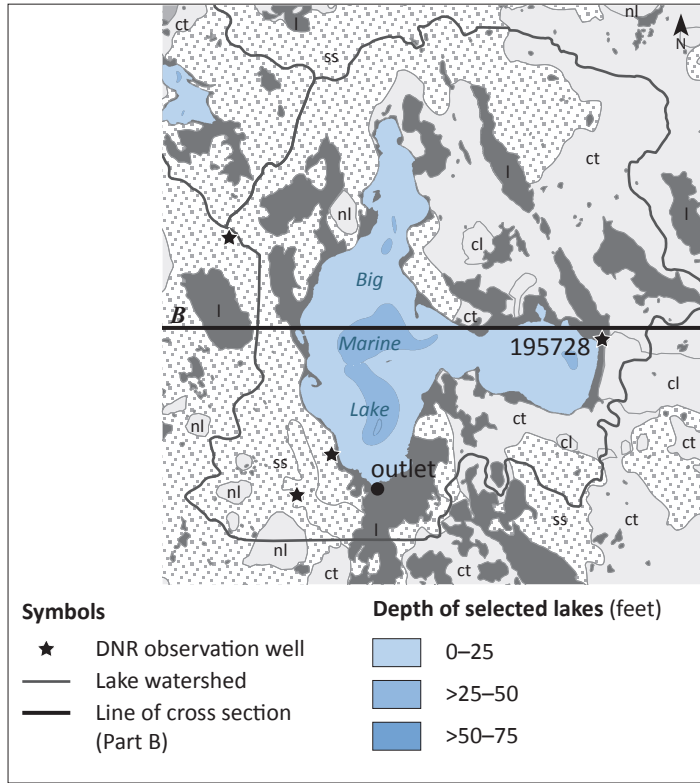 nl
ct
l
ss
N
ct
l
nl
l
cl
Big
l
B
ct
Marine
195728
cl
Lake
ct
cl
ct
ss
outlet
nl
ss
ct
l
nl
ct
ct
Symbols
DNR observation well
Lake watershed
Line of cross section
(Part B)
Depth of selected lakes (feet)
0–25
>25–50
>50–75